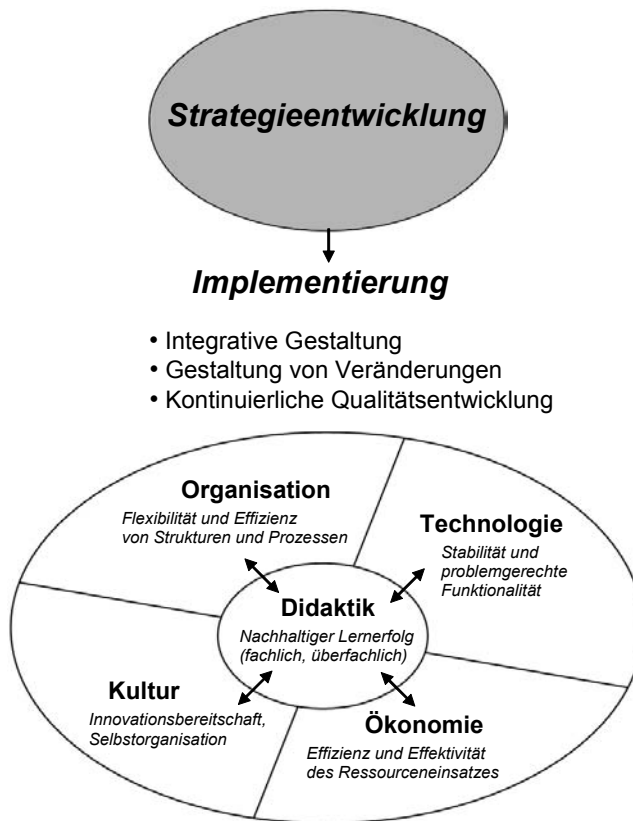 Strategieentwicklung
Implementierung
• Integrative Gestaltung
• Gestaltung von Veränderungen
• Kontinuierliche Qualitätsentwicklung
Organisation
Flexibilität und Effizienz
von Strukturen und Prozessen
Technologie
Stabilität und
problemgerechte
Funktionalität
Didaktik
Nachhaltiger Lernerfolg
(fachlich, überfachlich)
Kultur
Innovationsbereitschaft,
Selbstorganisation
Ökonomie
Effizienz und Effektivität
des Ressourceneinsatzes